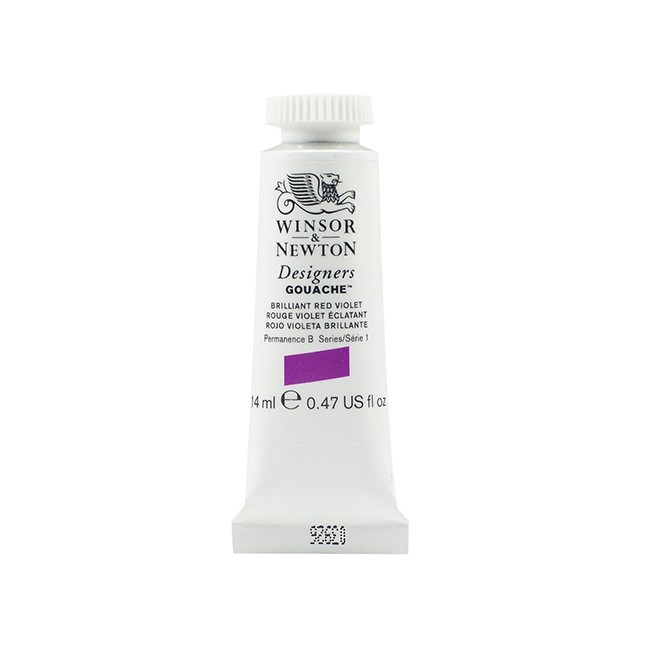 WINSOR
&
NEWTON
Designers
GOUACHE™
BRILLIANT RED VIOLET
ROUGE VIOLET ÉCLATANT
ROJO VIOLETA BRILLANTE
Permanence B Series/Série 1
14 ml ℮ 0.47 US fl oz